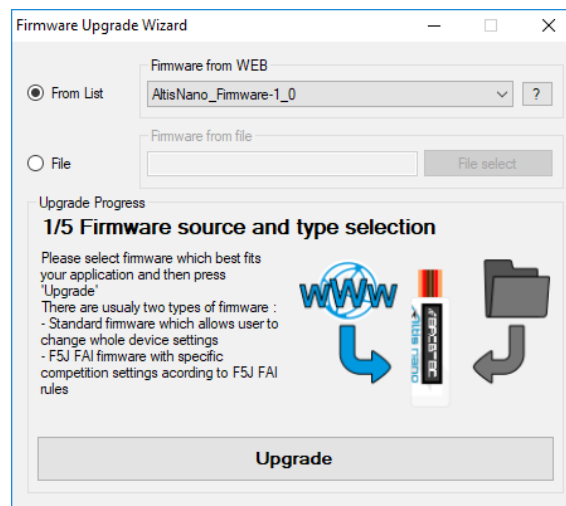 Firmware Upgrade Wizard
Firmware from WEB
From List
AltisNano_Firmware-1_0
?
Firmware from file
File
File select
Upgrade Progress
1/5 Firmware source and type selection
Please select firmware which best fits
your application and then press
'Upgrade'
There are usualy two types of firmware :
- Standard firmware which allows user to
change whole device settings
- F5J FAI firmware with specific
competition settings acording to F5J FAI
rules
wWw
Altis nano
Upgrade